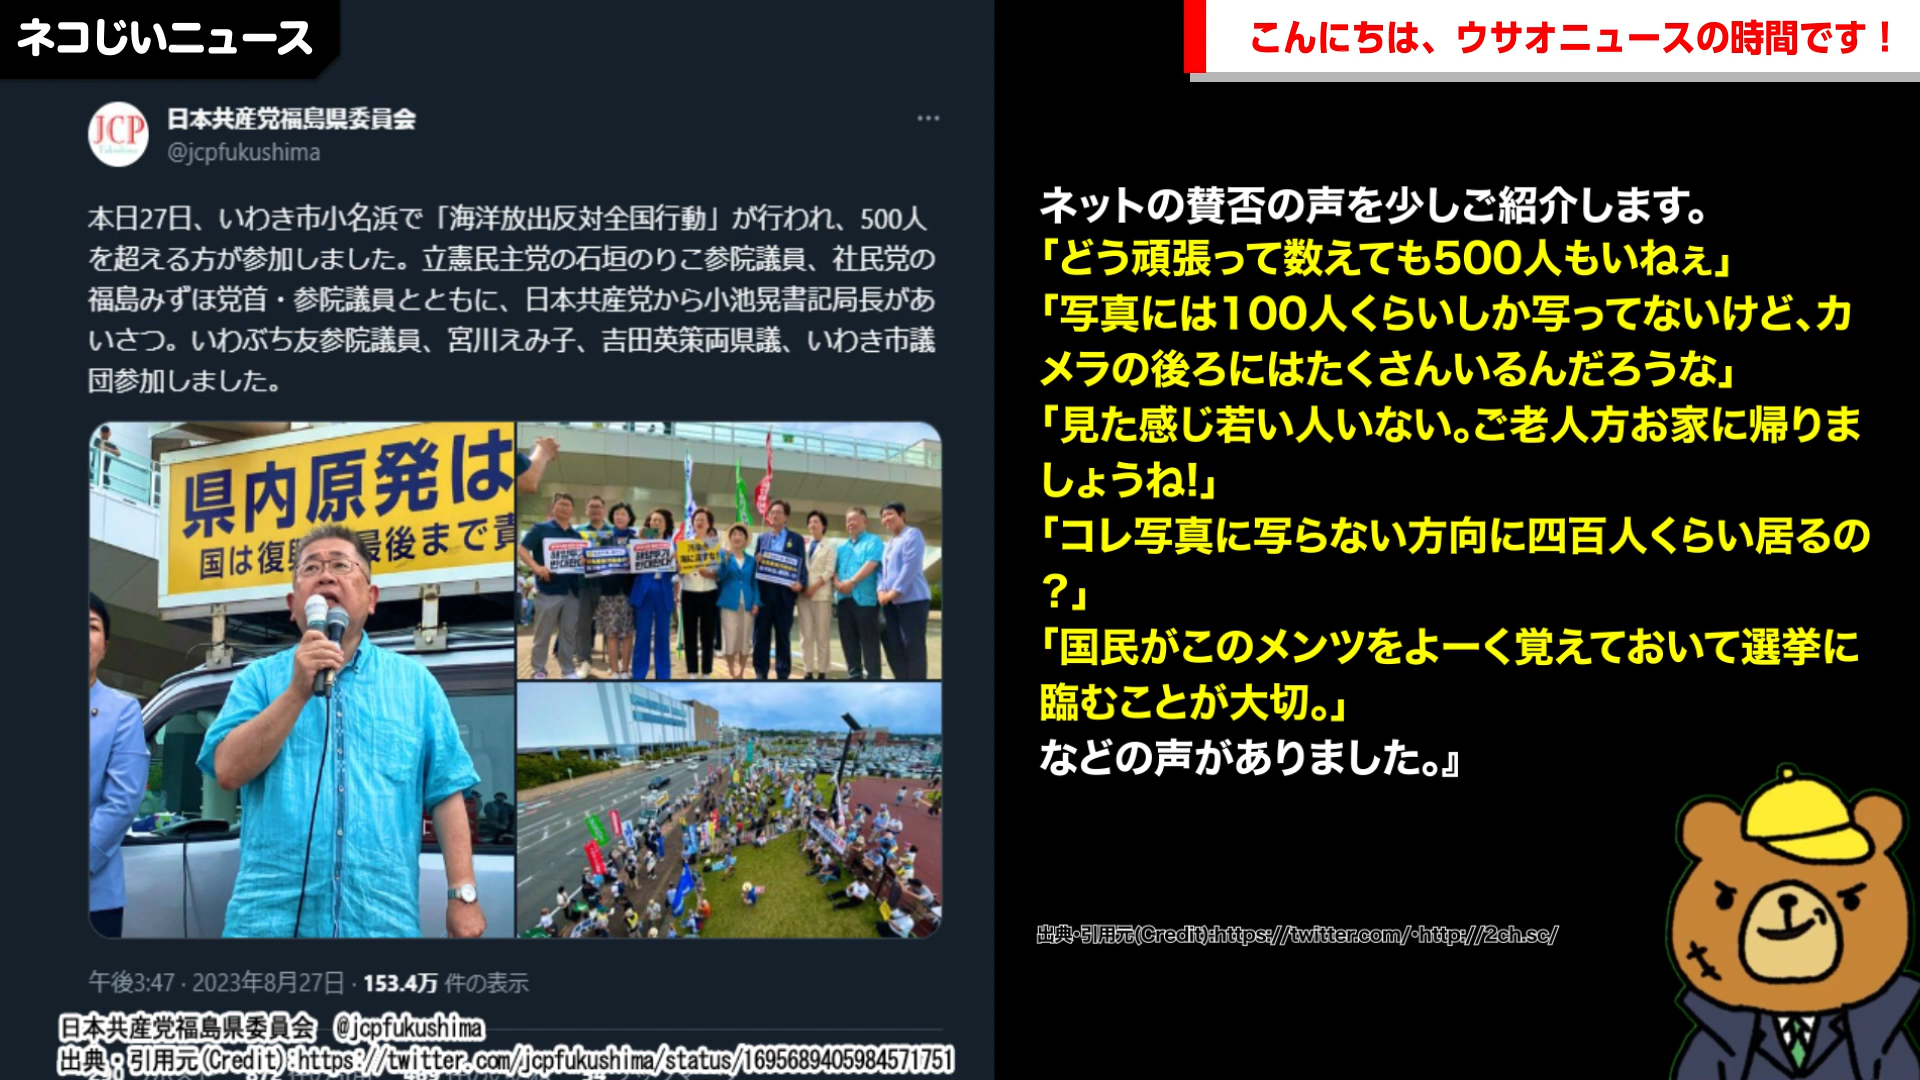 ネコじいニュース
こんにちは、ウサオニュースの時間です！
JCP
日本共産党福島県委員会
@jcpfukushima
本日27日、いわき市小名浜で「海洋放出反対全国行動」が行われ、500人
を超える方が参加しました。立憲民主党の石垣のりこ参院議員、社民党の
福島みずほ党首・参院議員とともに、日本共産党から小池晃書記局長があ
いさつ。いわぶち友参院議員、宮川えみ子、吉田英策両県議、いわき市議
団参加しました。
県内原発は
国は復 最後まで責
午後3:47 · 2023年8月27日 · 153.4万 件の表示
日本共産党福島県委員会　@jcpfukushima
出典・引用元(Credit):https://twitter.com/jcpfukushima/status/1695689405984571751
ネットの賛否の声を少しご紹介します。
「どう頑張って数えても500人もいねぇ」
「写真には100人くらいしか写ってないけど、カ
メラの後ろにはたくさんいるんだろうな」
「見た感じ若い人いない。ご老人方お家に帰りま
しょうね!」
「コレ写真に写らない方向に四百人くらい居るの
?」
「国民がこのメンツをよーく覚えておいて選挙に
臨むことが大切。」
などの声がありました。』
出典・引用元(Credit):https://twitter.com/・http://2ch.sc/